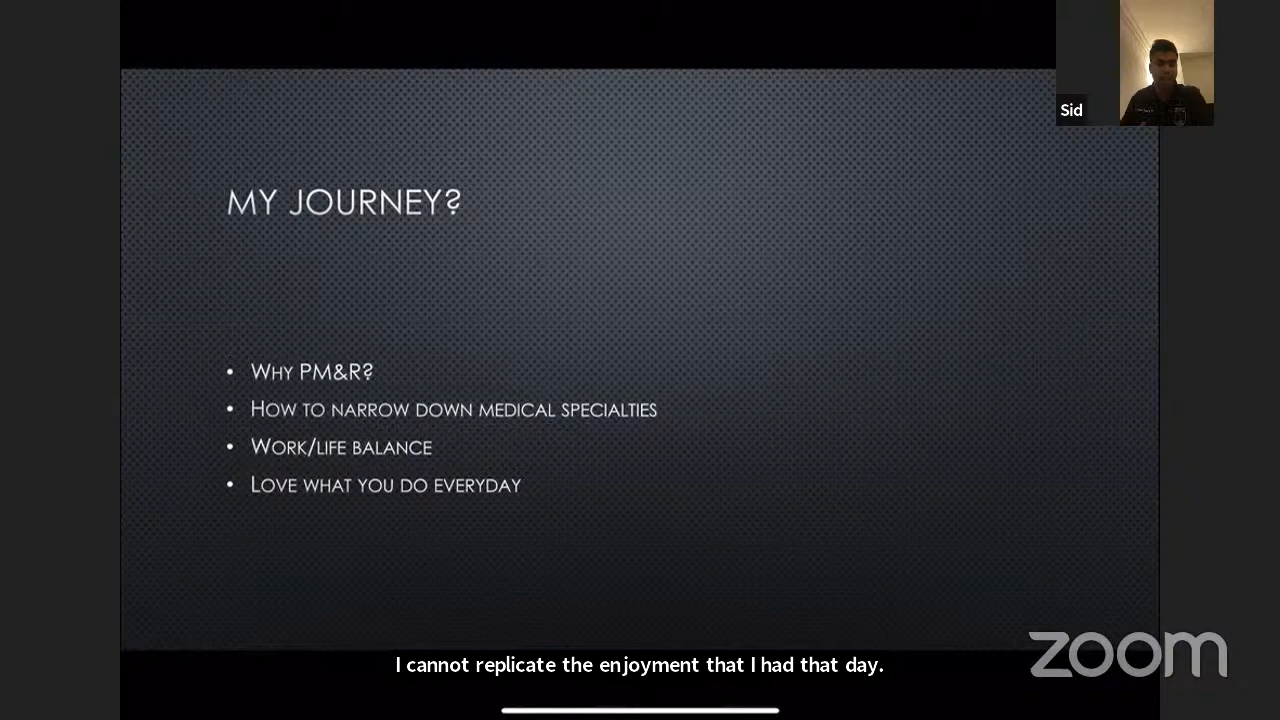 Sid
MY JOURNEY?
• WHY PM&R?
• HOW TO NARROW DOWN MEDICAL SPECIALTIES
• WORK/LIFE BALANCE
• LOVE WHAT YOU DO EVERYDAY
I cannot replicate the enjoyment that I had that day.
zoom